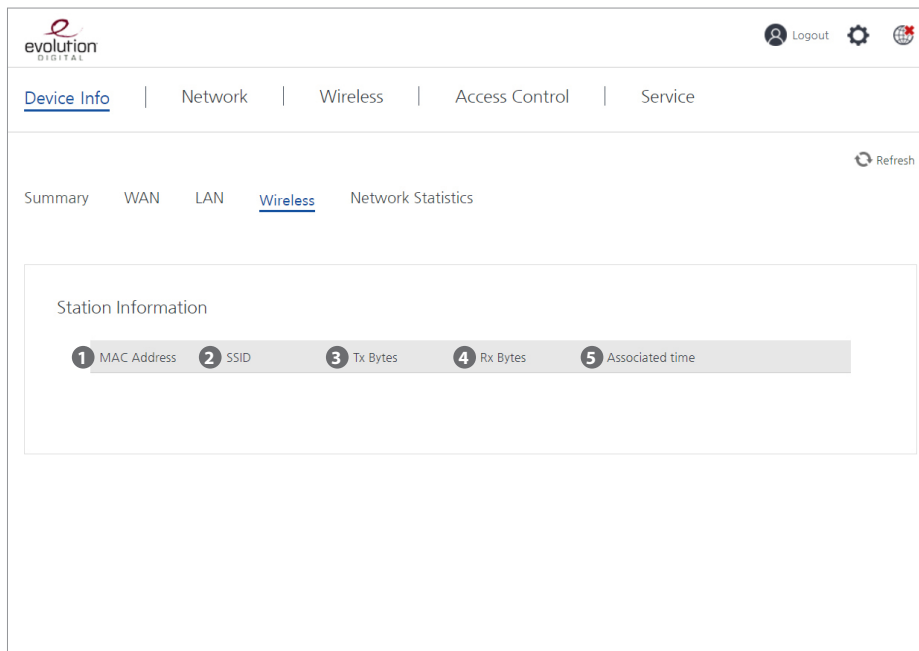 evolution
DIGITAL
Logout
Device Info | Network | Wireless | Access Control | Service
Refresh
Summary WAN LAN Wireless Network Statistics
Station Information
1 MAC Address 2 SSID 3 Tx Bytes 4 Rx Bytes 5 Associated time